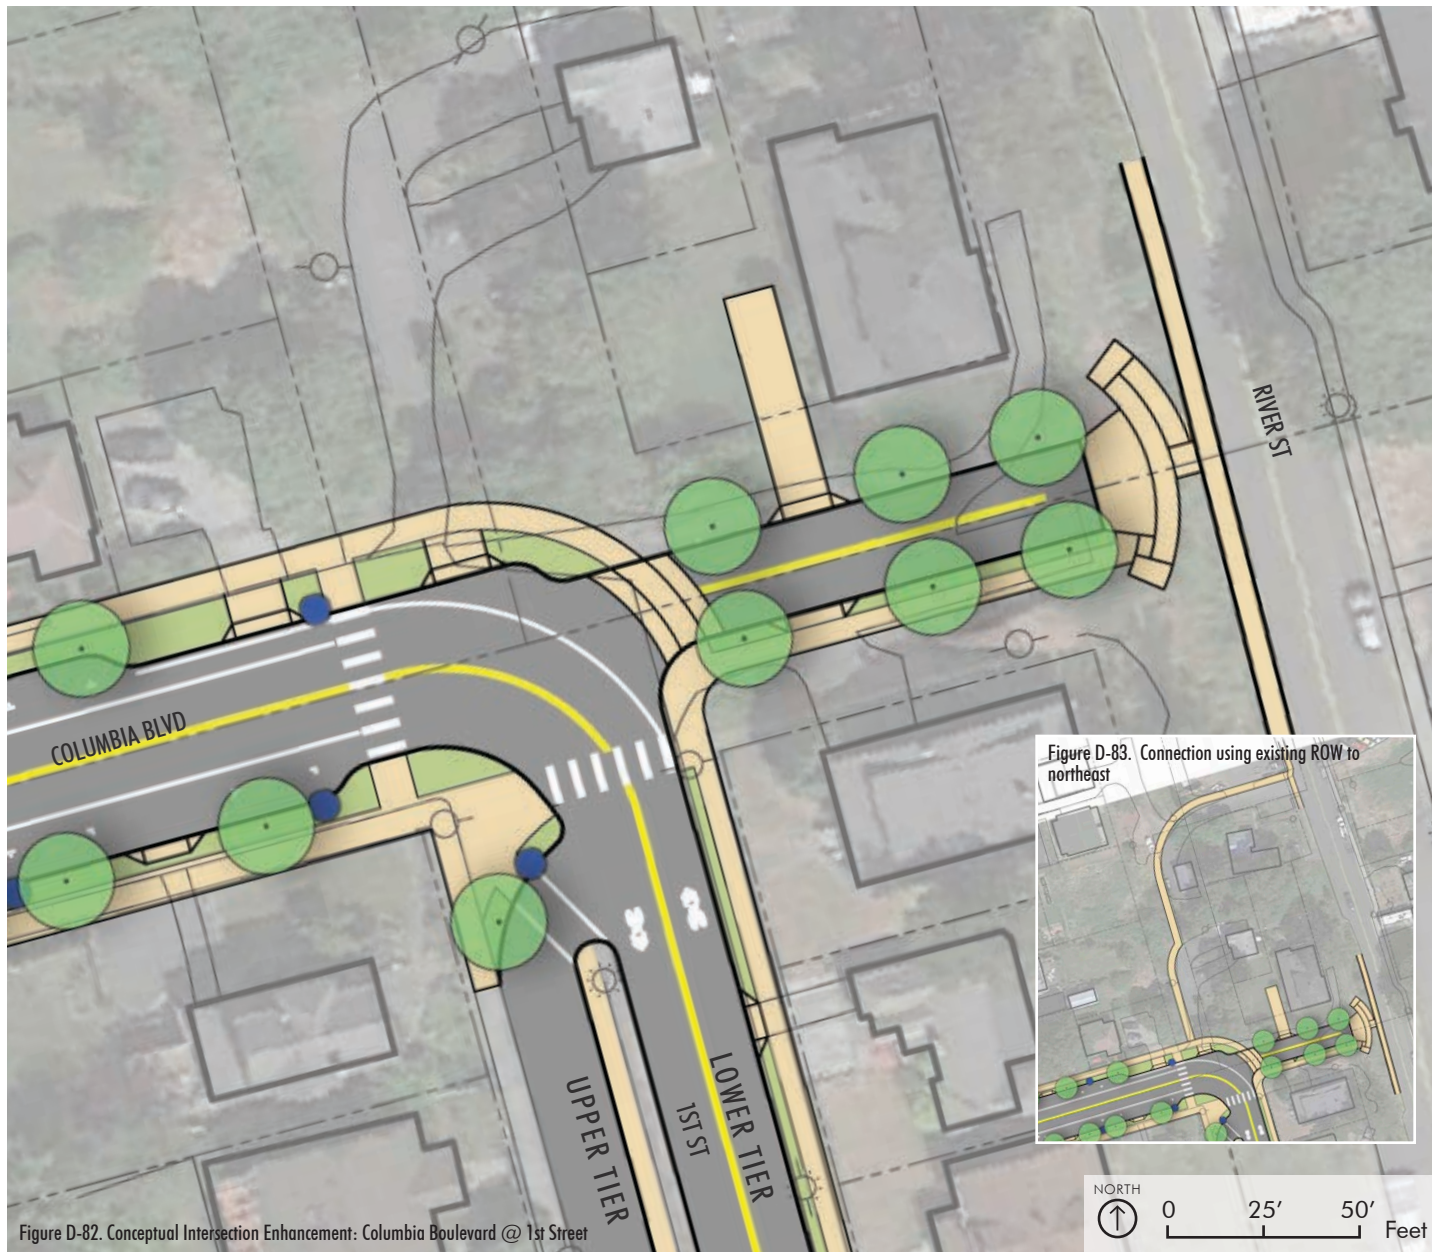 RIVER ST
COLUMBIA BLVD
Figure D-83. Connection using existing ROW to
northeast
UPPER TIER
1ST ST
LOWER TIER
NORTH
0 25’ 50’
Feet
Figure D-82. Conceptual Intersection Enhancement: Columbia Boulevard @ 1st Street